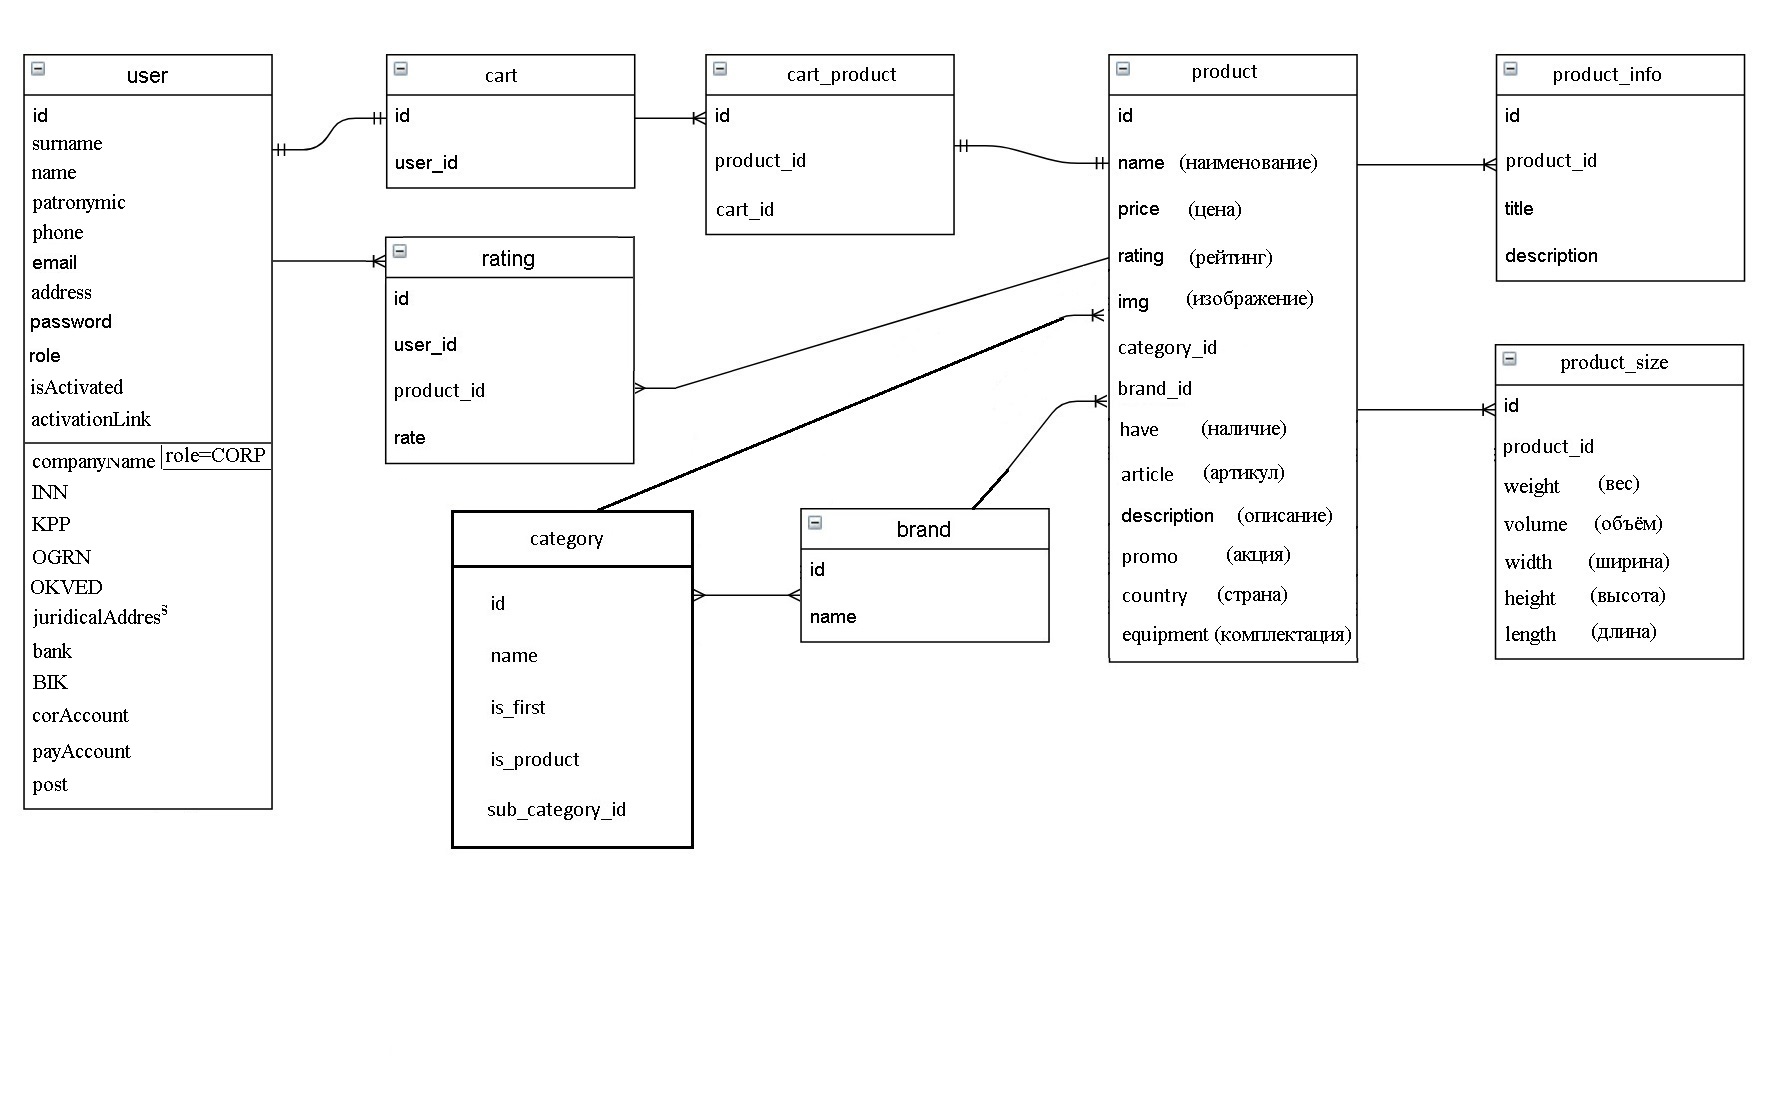 user
id
surname
name
patronymic
phone
email
address
password
role
isActivated
activationLink
companyName
role=CORP
INN
KPP
OGRN
OKVED
juridicalAddress
bank
BIK
corAccount
payAccount
post
cart
id
user_id
rating
id
user_id
product_id
rate
cart_product
id
product_id
cart_id
category
id
name
is_first
is_product
sub_category_id
brand
id
name
product
id
name (наименование)
price (цена)
rating (рейтинг)
img (изображение)
category_id
brand_id
have (наличие)
article (артикул)
description (описание)
promo (акция)
country (страна)
equipment (комплектация)
product_info
id
product_id
title
description
product_size
id
product_id
weight (вес)
volume (объём)
width (ширина)
height (высота)
length (длина)